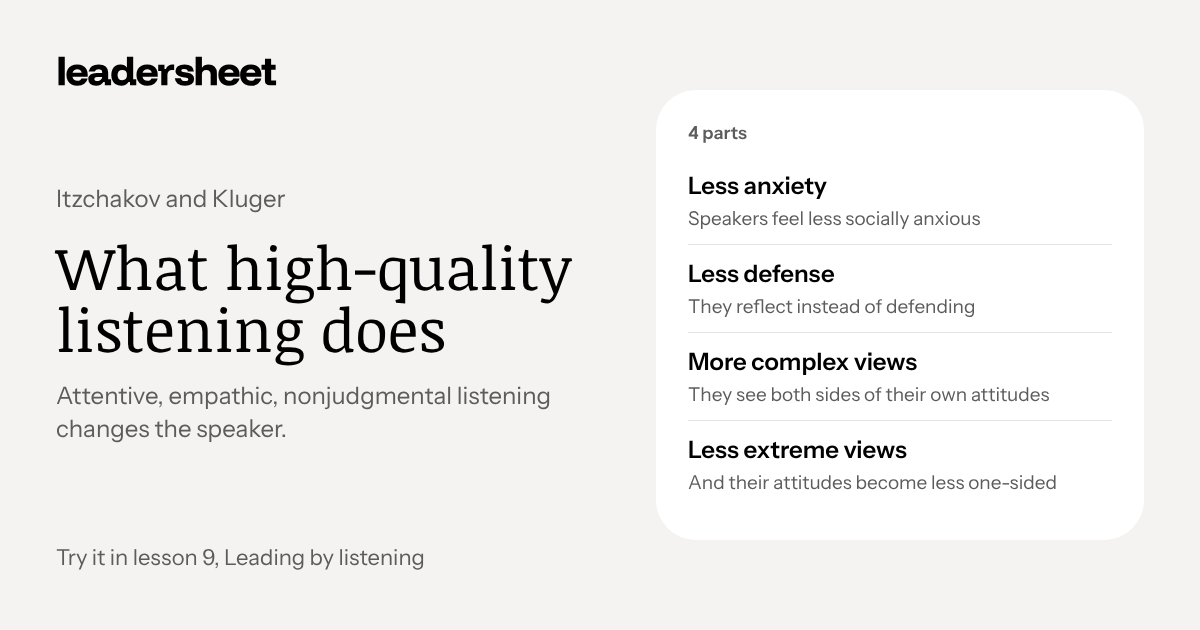 leadersheet
Itzchakov and Kluger
What high-quality
listening does
Attentive, empathic, nonjudgmental listening
changes the speaker.
Try it in lesson 9, Leading by listening
4 parts
Less anxiety
Speakers feel less socially anxious
Less defense
They reflect instead of defending
More complex views
They see both sides of their own attitudes
Less extreme views
And their attitudes become less one-sided